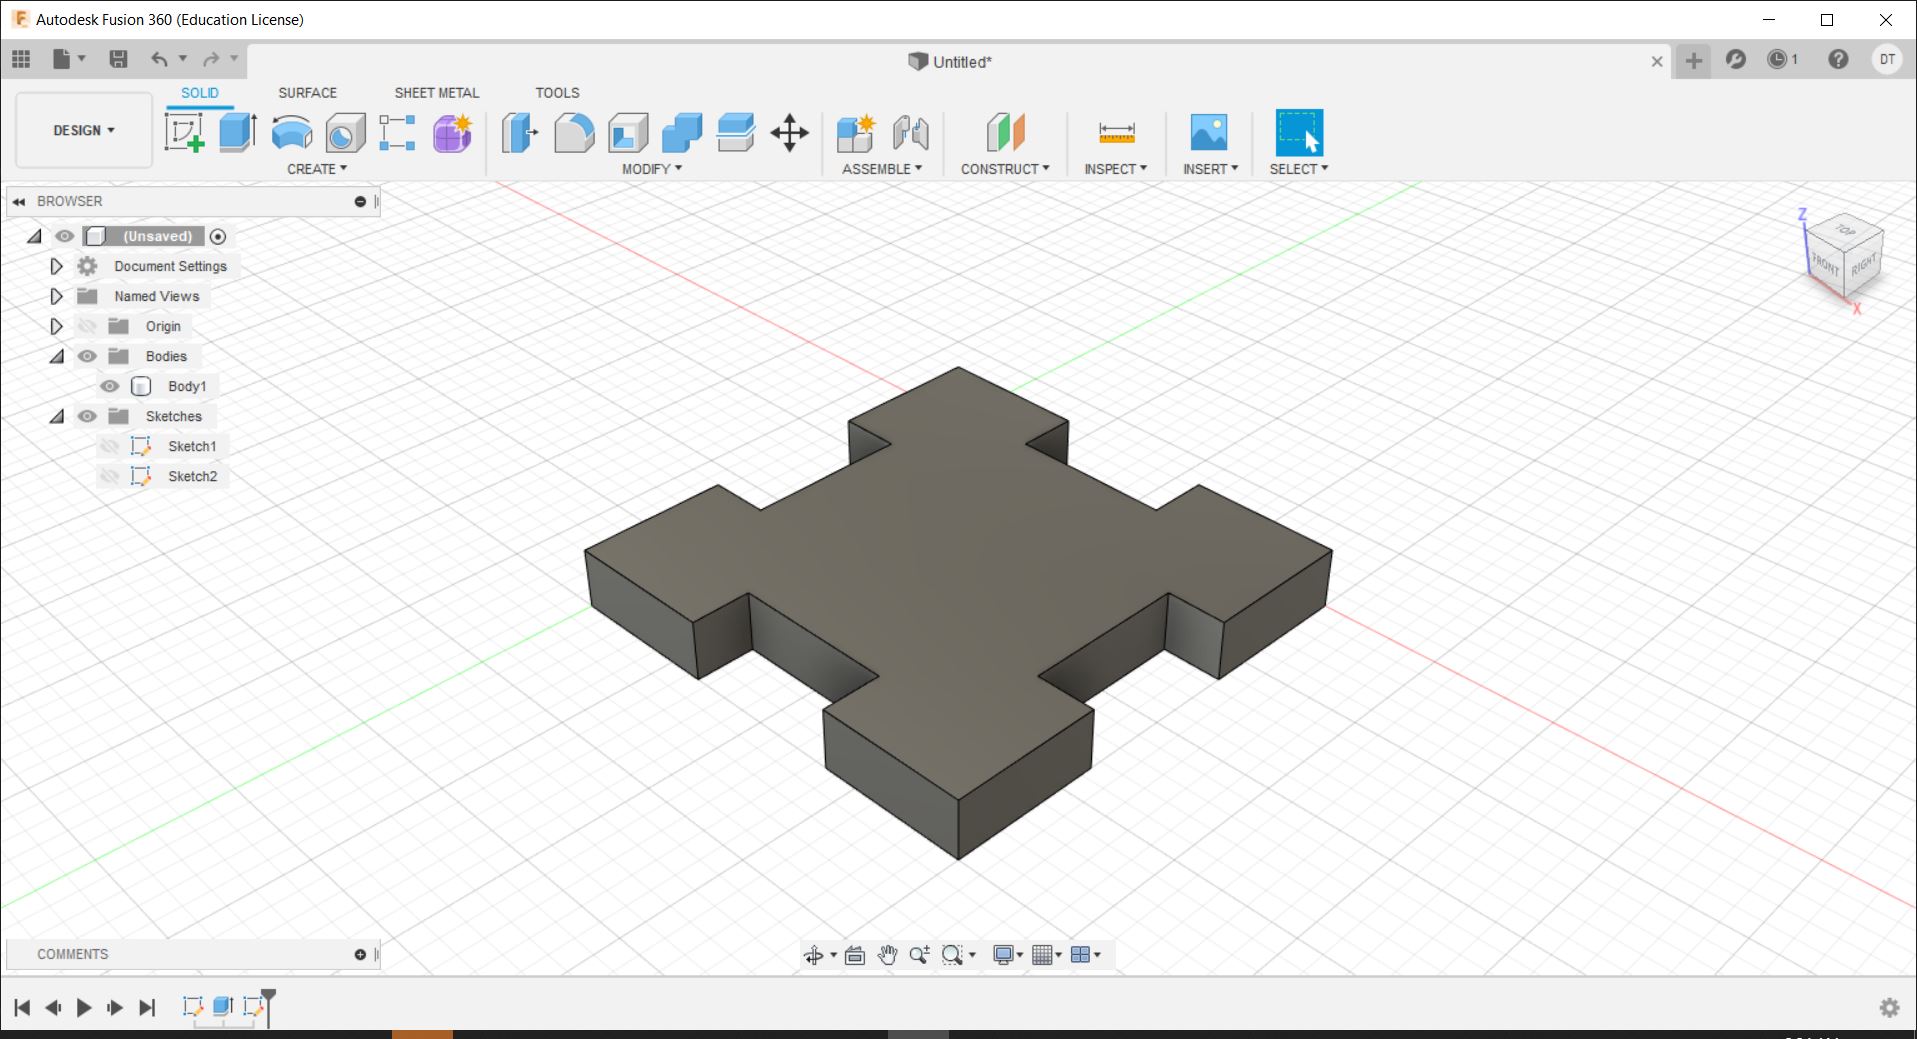 Autodesk Fusion 360 (Education License)
Untitled*
1
DT
DESIGN
SOLID
SURFACE
SHEET METAL
TOOLS
CREATE
MODIFY
ASSEMBLE
CONSTRUCT
INSPECT
INSERT
SELECT
BROWSER
(Unsaved)
Document Settings
Named Views
Origin
Bodies
Body1
Sketches
Sketch1
Sketch2
Z
TOP
FRONT
RIGHT
X
COMMENTS